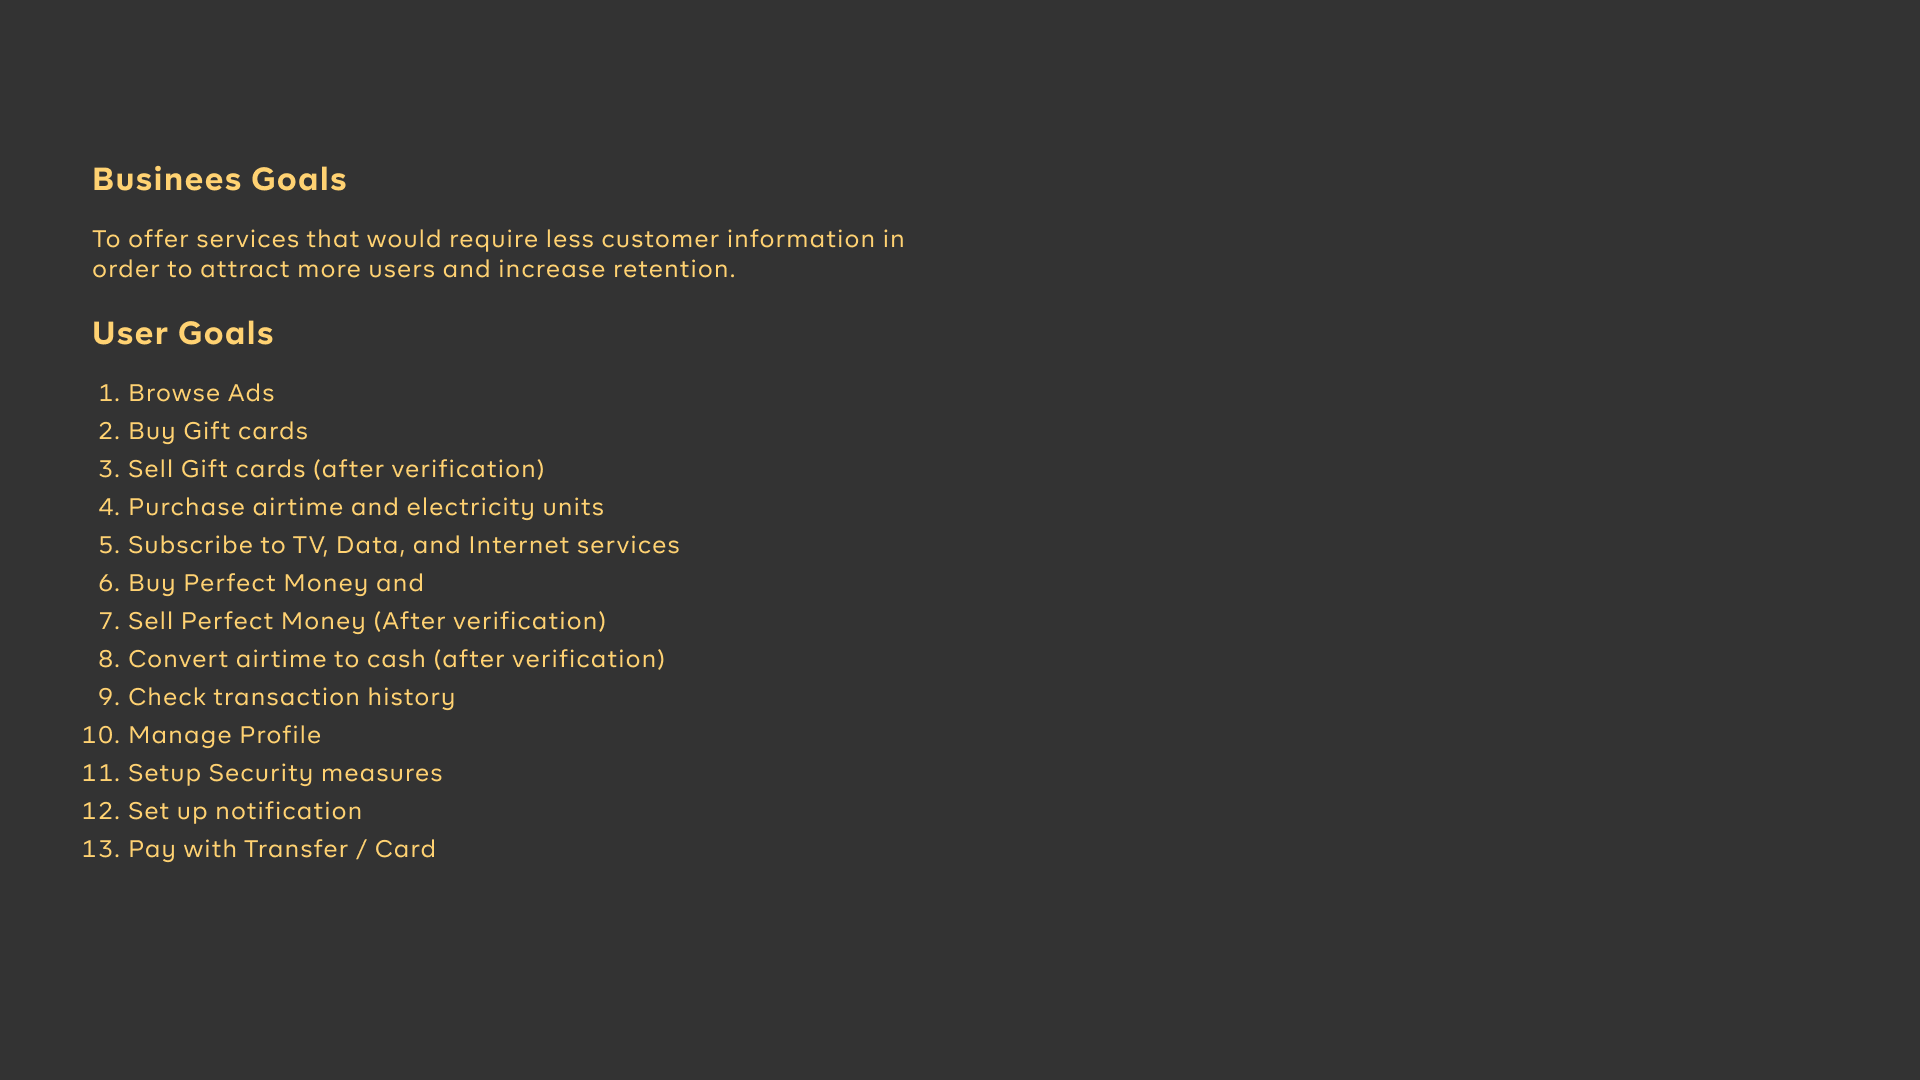 Businees Goals
To offer services that would require less customer information in
order to attract more users and increase retention.
User Goals
1. Browse Ads
2. Buy Gift cards
3. Sell Gift cards (after verification)
4. Purchase airtime and electricity units
5. Subscribe to TV, Data, and Internet services
6. Buy Perfect Money and
7. Sell Perfect Money (After verification)
8. Convert airtime to cash (after verification)
9. Check transaction history
10. Manage Profile
11. Setup Security measures
12. Set up notification
13. Pay with Transfer / Card